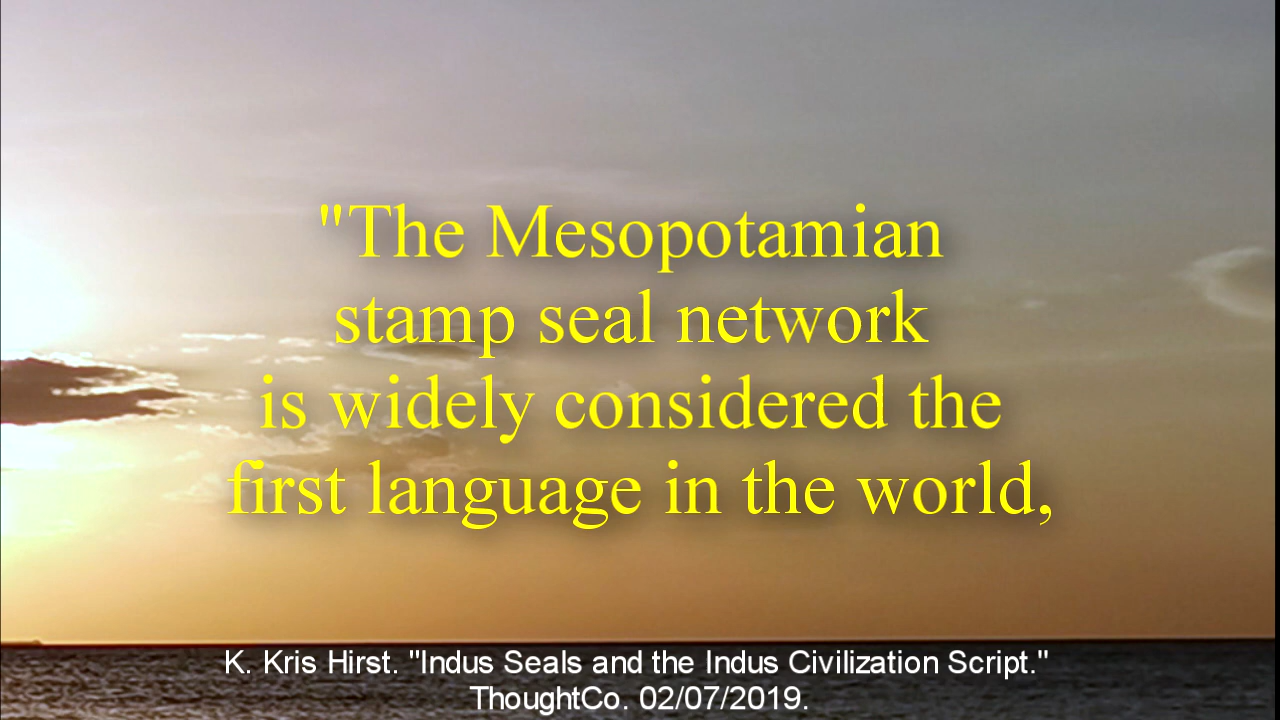 "The Mesopotamian
stamp seal network
is widely considered the
first language in the world,
K. Kris Hirst. "Indus Seals and the Indus Civilization Script."
ThoughtCo. 02/07/2019.